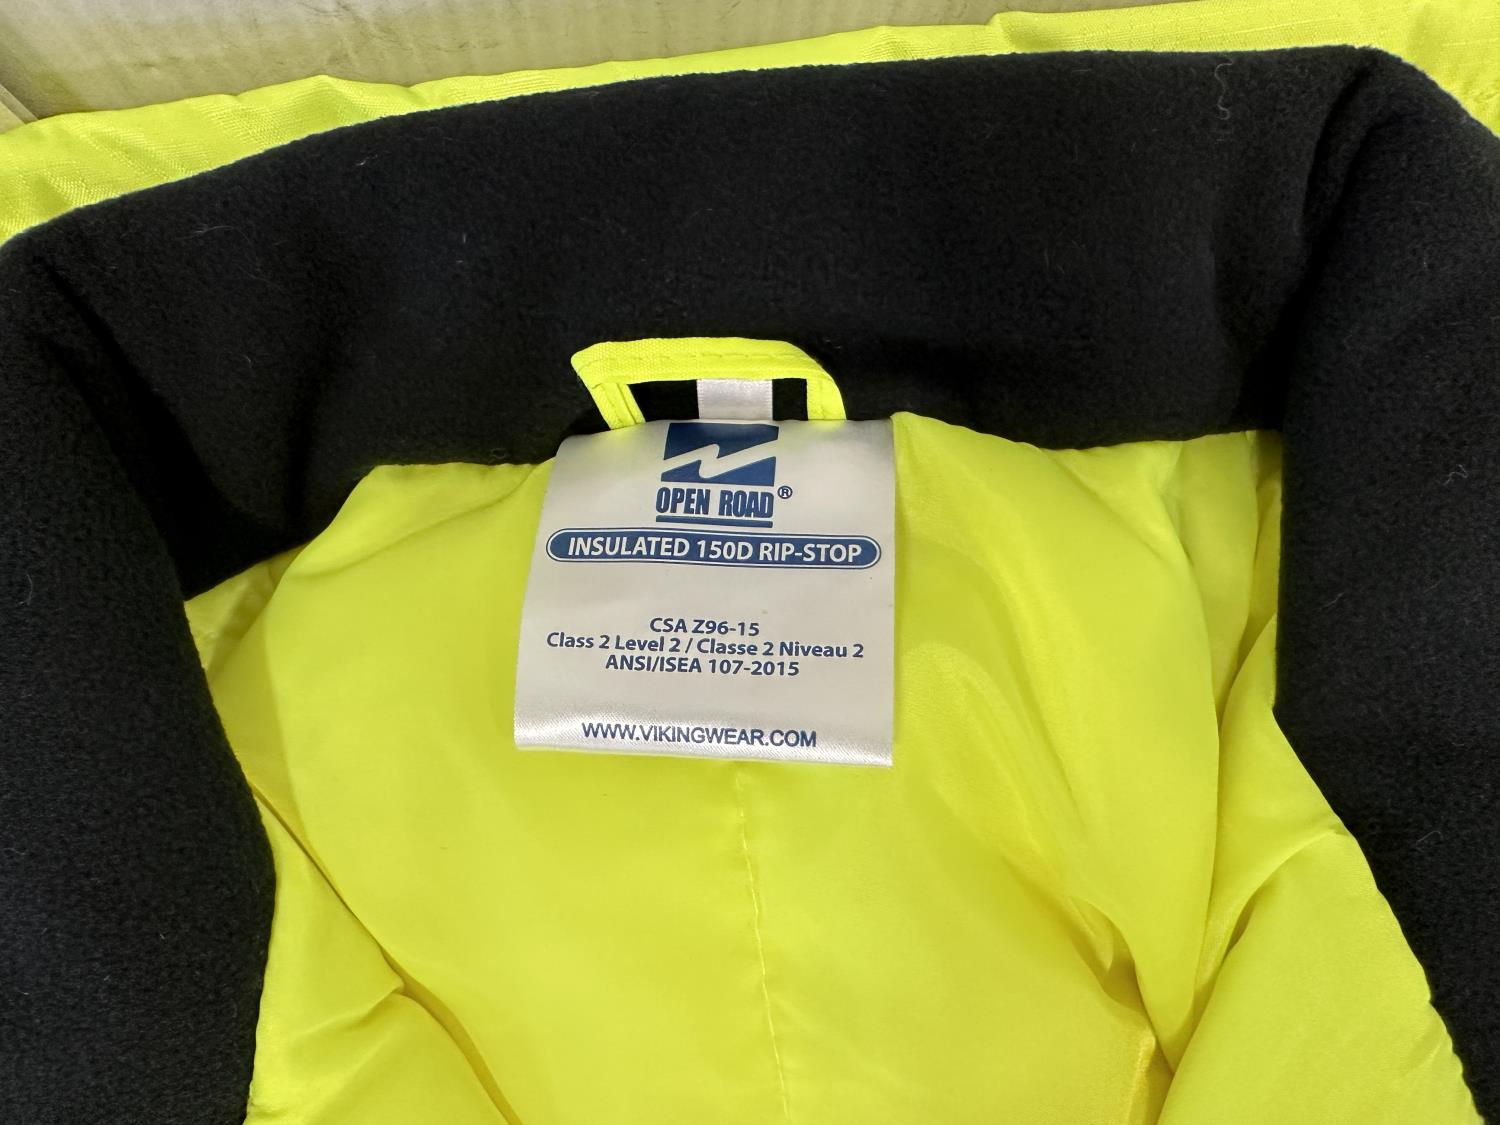 OPEN ROAD®
INSULATED 150D RIP-STOP
CSA Z96-15
Class 2 Level 2 / Classe 2 Niveau 2
ANSI/ISEA 107-2015
WWW.VIKINGWEAR.COM